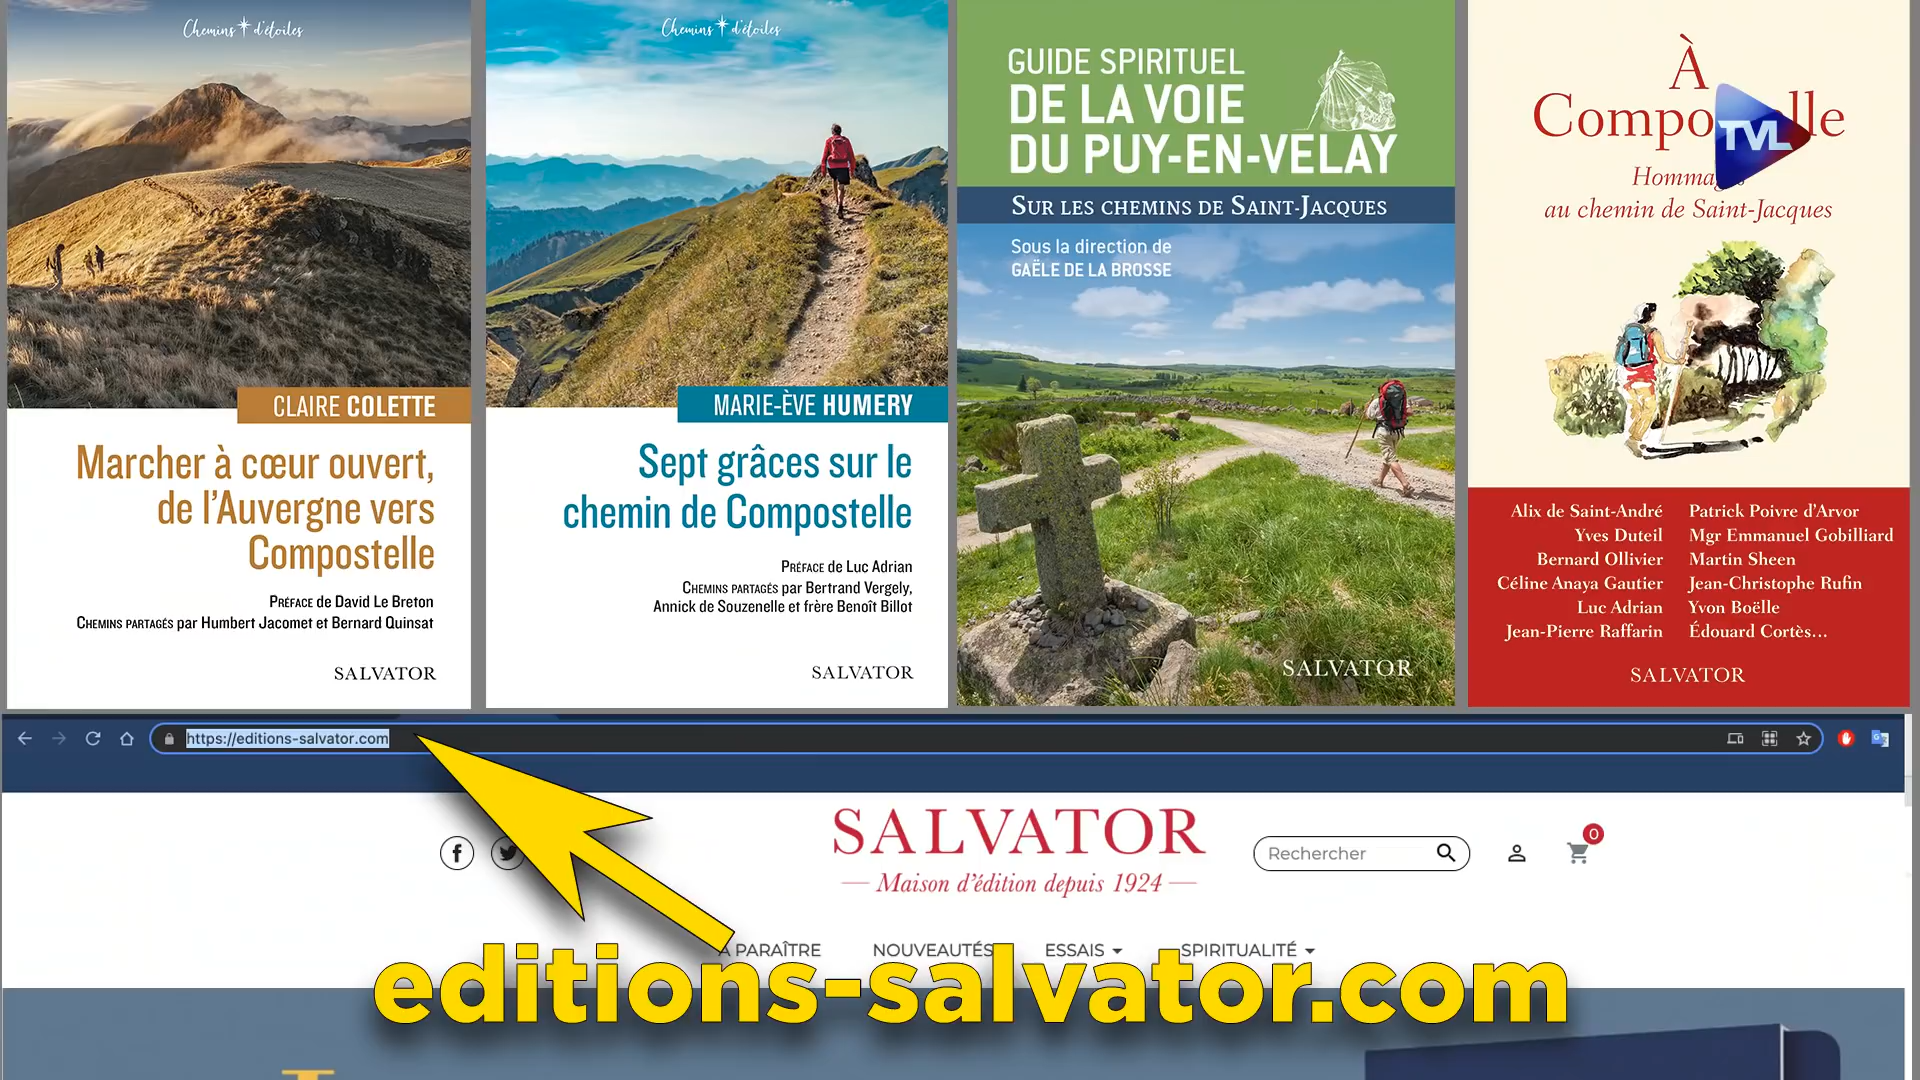 Chemins d'étoiles
CLAIRE COLETTE
Marcher à cœur ouvert,
de l'Auvergne vers
Compostelle
PRÉFACE de David Le Breton
CHEMINS PARTAGÉS par Humbert Jacomet et Bernard Quinsat
SALVATOR
Chemins d'étoiles
MARIE-ÈVE HUMERY
Sept grâces sur le
chemin de Compostelle
PRÉFACE de Luc Adrian
CHEMINS PARTAGÉS par Bertrand Vergely,
Annick de Souzenelle et frère Benoît Billot
SALVATOR
GUIDE SPIRITUEL
DE LA VOIE
DU PUY-EN-VELAY
SUR LES CHEMINS DE SAINT-JACQUES
Sous la direction de
GAËLE DE LA BROSSE
SALVATOR
À
Compo lle
TVL
Hommage
au chemin de Saint-Jacques
Alix de Saint-André
Yves Duteil
Bernard Ollivier
Céline Anaya Gautier
Luc Adrian
Jean-Pierre Raffarin
Patrick Poivre d'Arvor
Mgr Emmanuel Gobilliard
Martin Sheen
Jean-Christophe Rufin
Yvon Boëlle
Édouard Cortès...
SALVATOR
https://editions-salvator.com
SALVATOR
Maison d'édition depuis 1924
Rechercher
0
À PARAÎTRE NOUVEAUTÉS ESSAIS SPIRITUALITÉ
editions-salvator.com